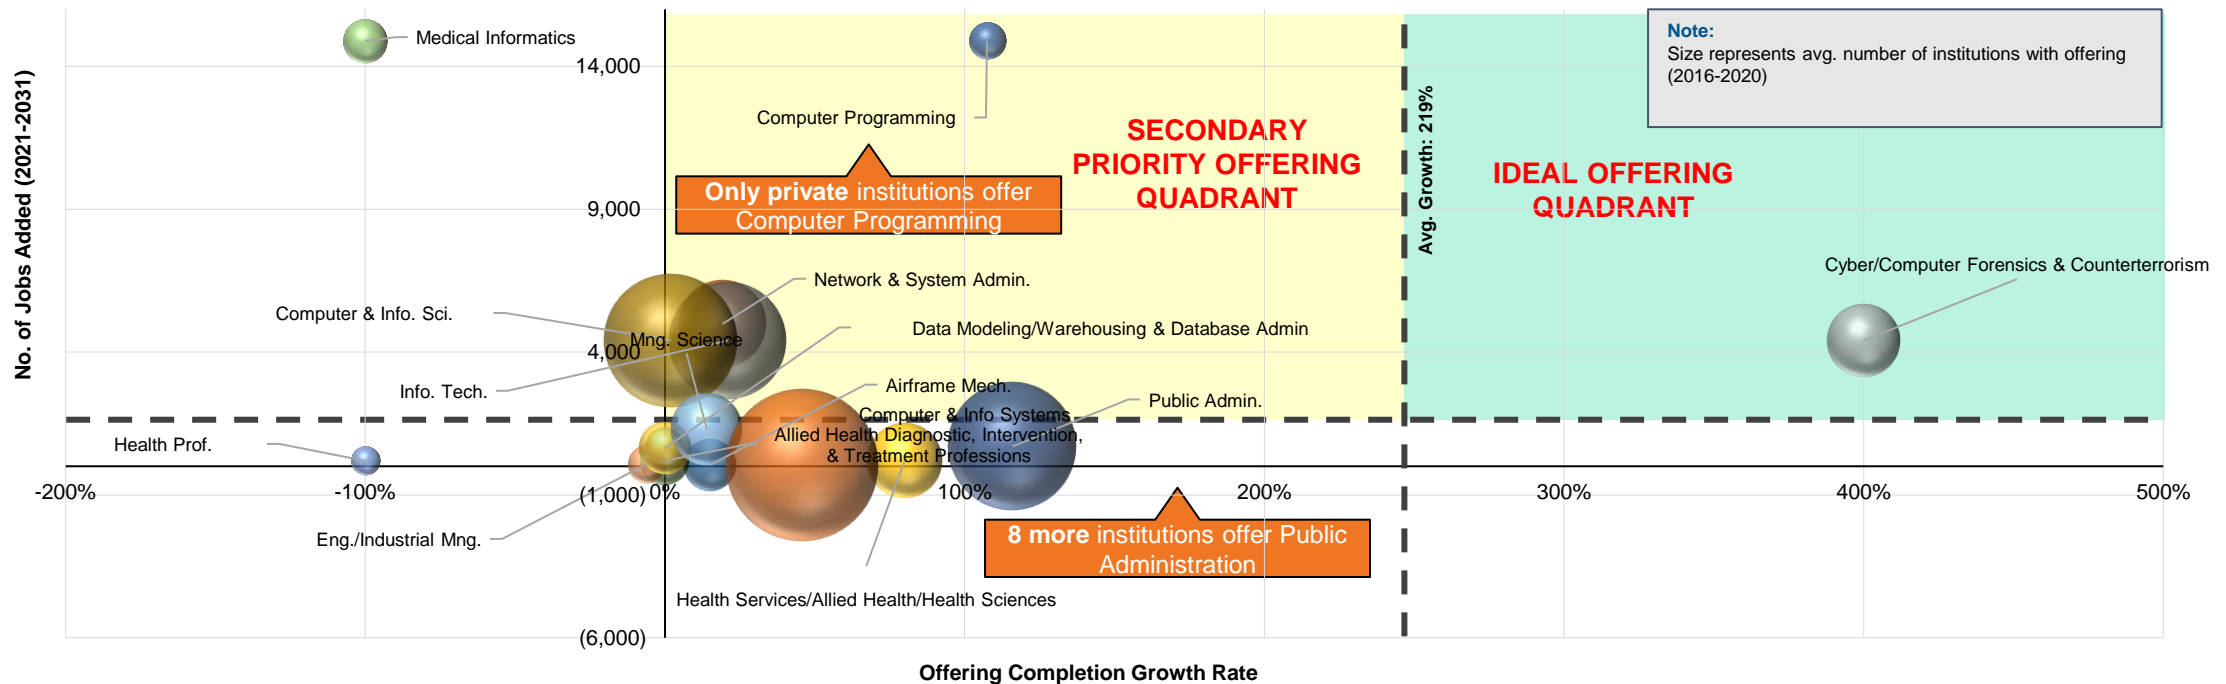 Medical Informatics
14,000
Note:
Size represents avg. number of institutions with offering
(2016-2020)
Computer Programming
SECONDARY
PRIORITY OFFERING
QUADRANT
Avg. Growth: 219%
IDEAL OFFERING
QUADRANT
No. of Jobs Added (2021-2031)
Only private institutions offer
Computer Programming
9,000
Cyber/Computer Forensics & Counterterrorism
Network & System Admin.
Computer & Info. Sci.
Data Modeling/Warehousing & Database Admin
Mng. Science
4,000
Info. Tech.
Airframe Mech.
Public Admin.
Computer & Info Systems
Allied Health Diagnostic, Intervention,
& Treatment Professions
Health Prof.
-200%
-100%
0%
100%
200%
300%
400%
500%
(1,000)
Eng./Industrial Mng.
8 more institutions offer Public
Administration
Health Services/Allied Health/Health Sciences
(6,000)
Offering Completion Growth Rate